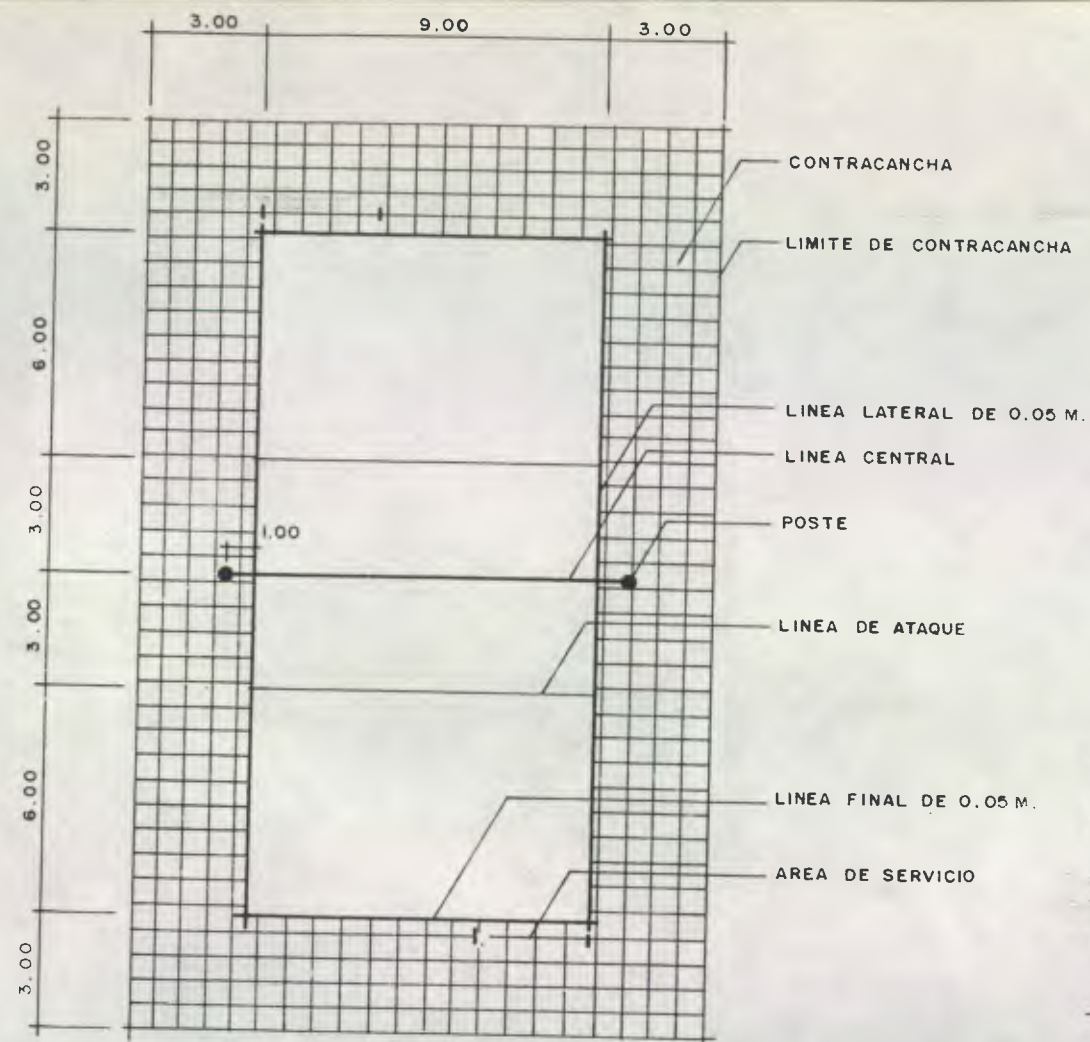 3.00
9.00
3.00
3.00
CONTRACANCHA
LIMITE DE CONTRACANCHA
6.00
LINEA LATERAL DE 0.05 M.
LINEA CENTRAL
3.00
POSTE
1.00
3.00
LINEA DE ATAQUE
6.00
LINEA FINAL DE 0.05 M.
AREA DE SERVICIO
3.00